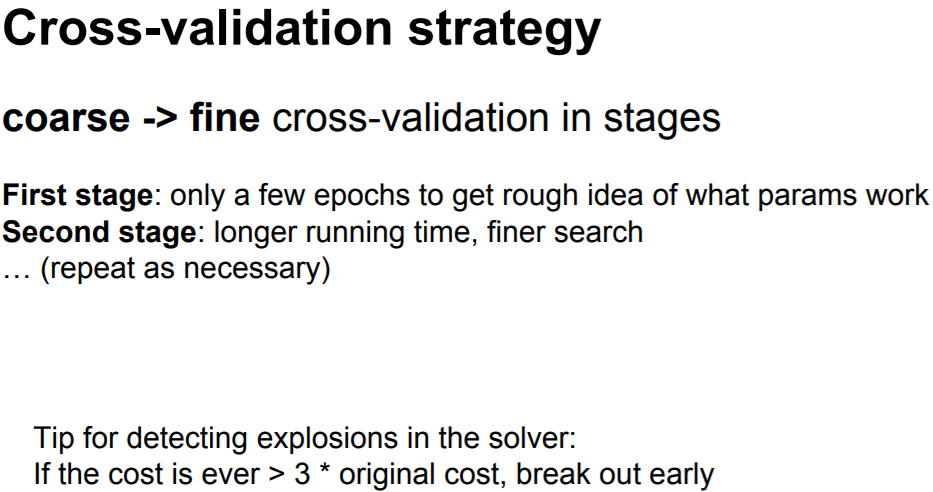 Cross-validation strategy
coarse -> fine cross-validation in stages
First stage: only a few epochs to get rough idea of what params work
Second stage: longer running time, finer search
… (repeat as necessary)
Tip for detecting explosions in the solver:
If the cost is ever > 3 * original cost, break out early